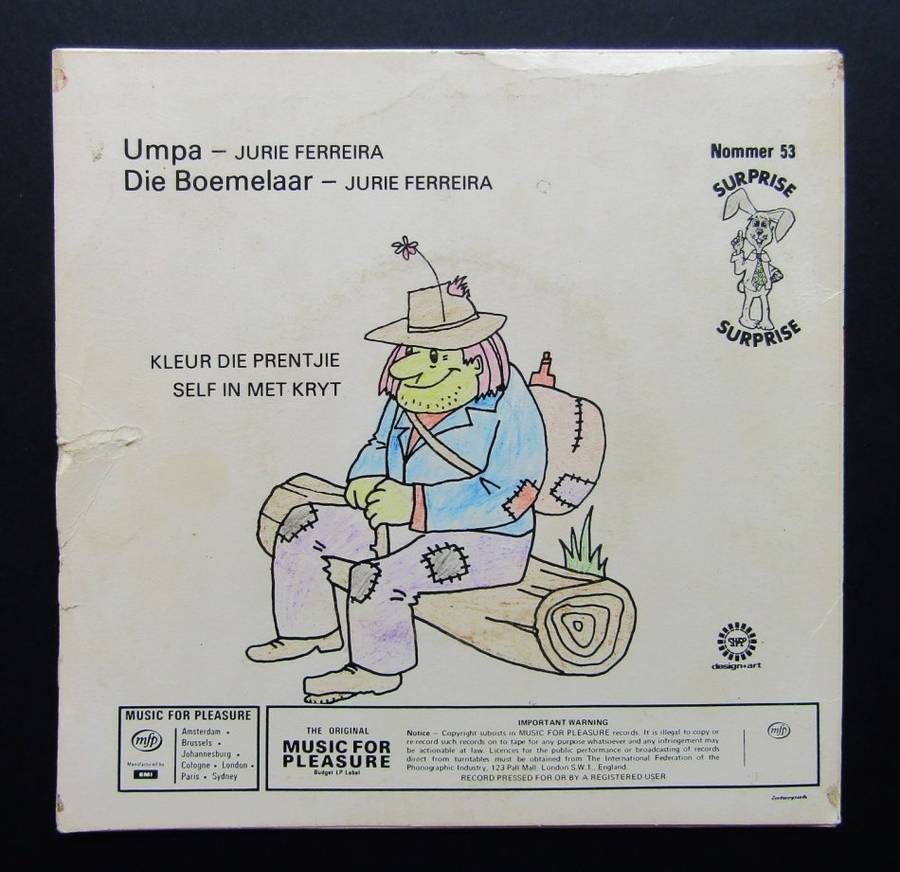 Umpa – JURIE FERREIRA
Die Boemelaar – JURIE FERREIRA
Nommer 53
SURPRISE
SURPRISE
KLEUR DIE PRENTJIE
SELF IN MET KRYT
SHARP
design+art
MUSIC FOR PLEASURE
mfp
Manufactured by
EMI
Amsterdam •
Brussels •
Johannesburg •
Cologne • London •
Paris • Sydney
THE ORIGINAL
MUSIC FOR
PLEASURE
Budget LP Label
IMPORTANT WARNING
Notice – Copyright subsists in MUSIC FOR PLEASURE records. It is illegal to copy or
re-record such records on to tape for any purpose whatsoever and any infringement may
be actionable at law. Licences for the public performance or broadcasting of records
direct from turntables must be obtained from The International Federation of the
Phonographic Industry, 123 Pall Mall, London S.W.1., England.
RECORD PRESSED FOR OR BY A REGISTERED USER
mfp